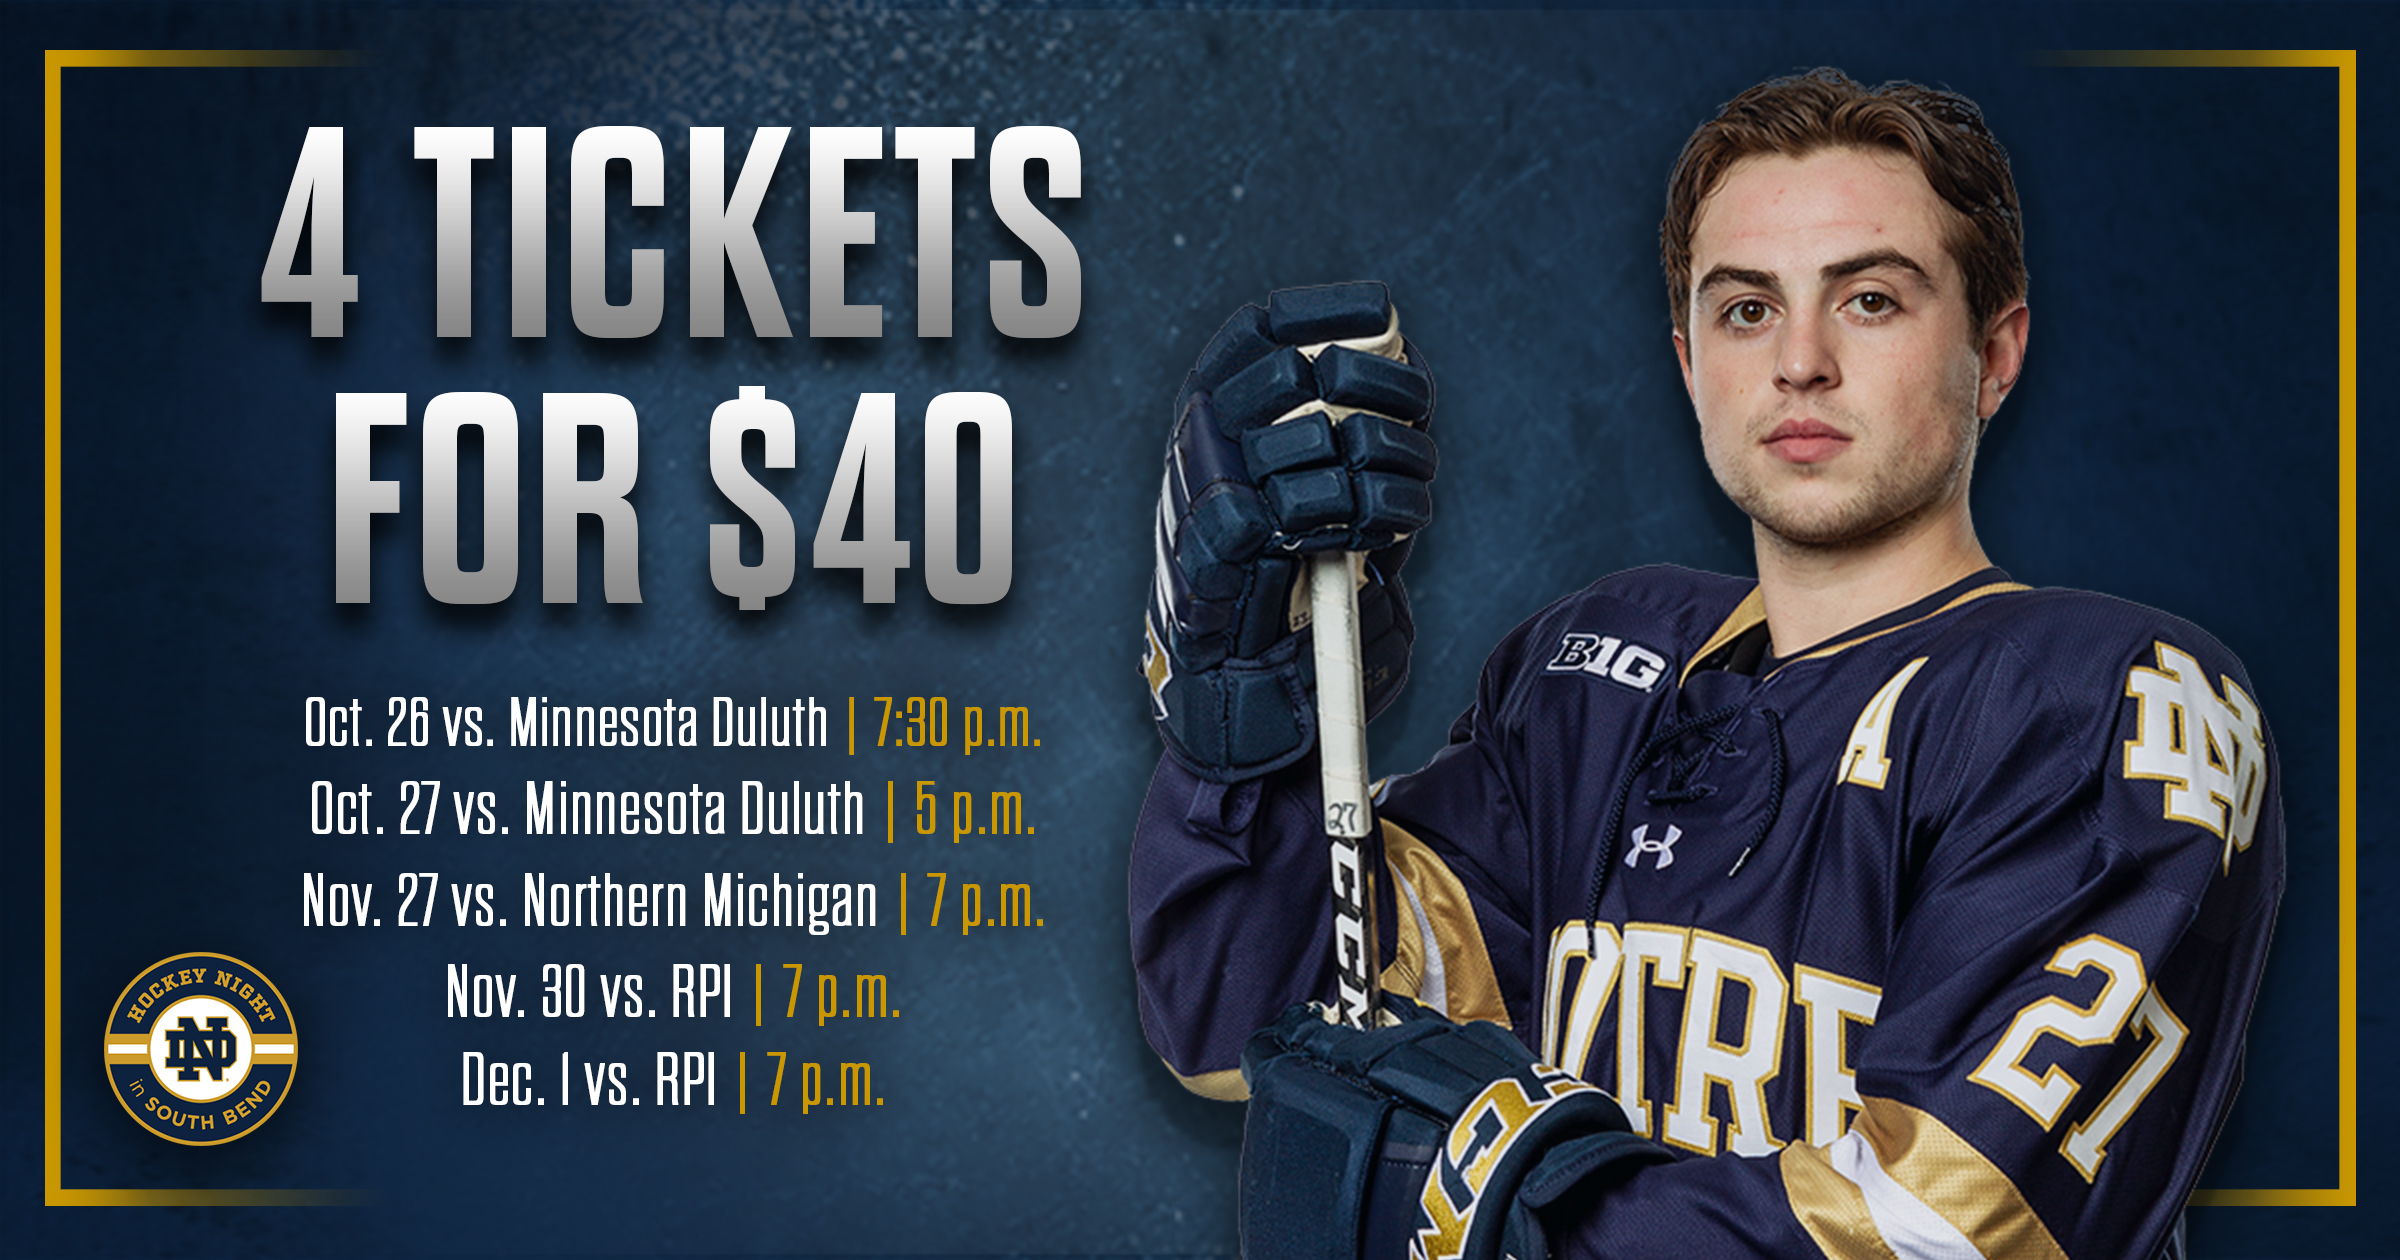 4 TICKETS
FOR $40
Oct. 26 vs. Minnesota Duluth | 7:30 p.m.
Oct. 27 vs. Minnesota Duluth | 5 p.m.
Nov. 27 vs. Northern Michigan | 7 p.m.
Nov. 30 vs. RPI | 7 p.m.
Dec. 1 vs. RPI | 7 p.m.
HOCKEY NIGHT
ND
in SOUTH BEND
B1G
A
ND
27
CCM
OTRE
27